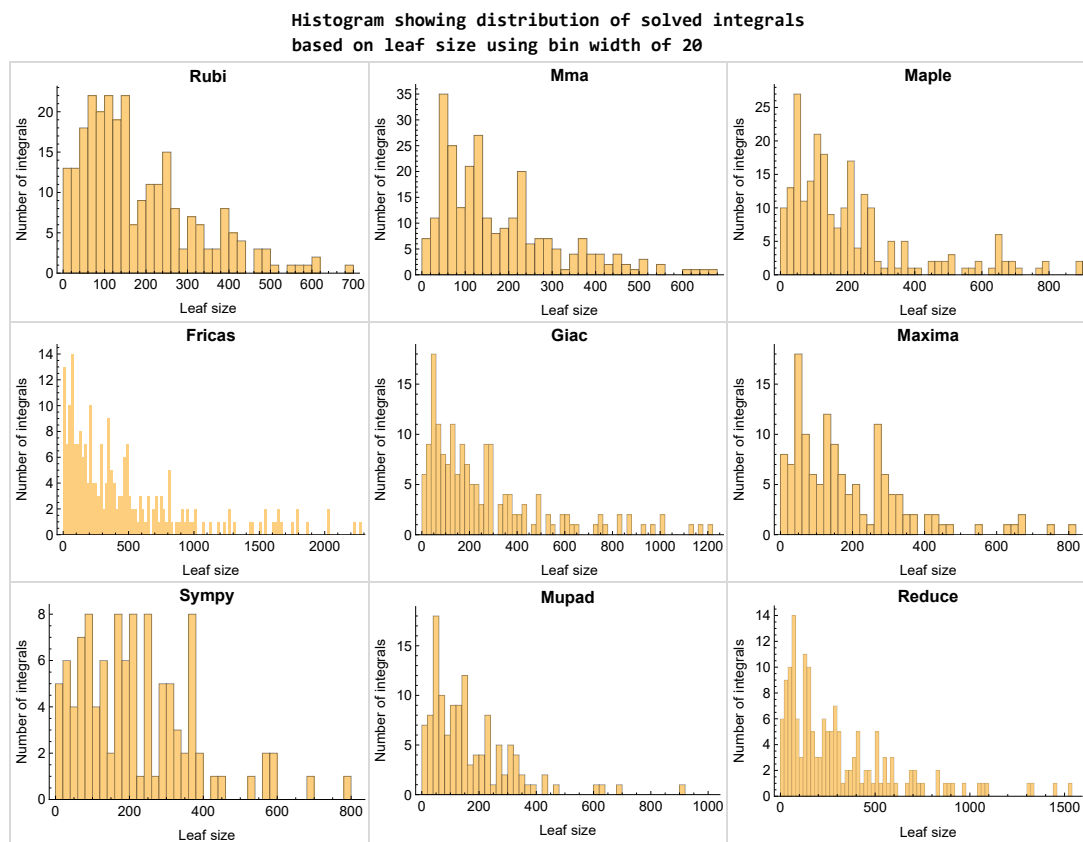 Histogram showing distribution of solved integrals
based on leaf size using bin width of 20
Rubi
Number of integrals
20
15
10
5
0
0 100 200 300 400 500 600 700
Leaf size
Mma
Number of integrals
35
30
25
20
15
10
5
0
0 100 200 300 400 500 600
Leaf size
Maple
Number of integrals
25
20
15
10
5
0
0 200 400 600 800
Leaf size
Fricas
Number of integrals
14
12
10
8
6
4
2
0
0 500 1000 1500 2000
Leaf size
Giac
Number of integrals
15
10
5
0
0 200 400 600 800 1000 1200
Leaf size
Maxima
Number of integrals
15
10
5
0
0 200 400 600 800
Leaf size
Sympy
Number of integrals
8
6
4
2
0
0 200 400 600 800
Leaf size
Mupad
Number of integrals
15
10
5
0
0 200 400 600 800 1000
Leaf size
Reduce
Number of integrals
14
12
10
8
6
4
2
0
0 500 1000 1500
Leaf size